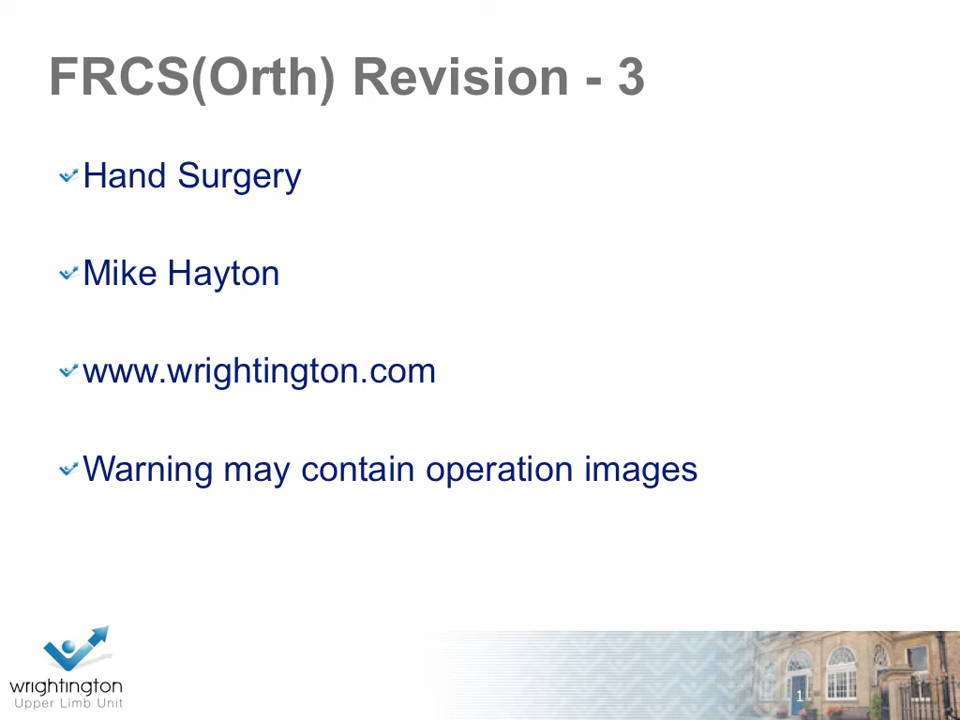 FRCS(Orth) Revision - 3
Hand Surgery
Mike Hayton
www.wrightington.com
Warning may contain operation images
wrightington
Upper Limb Unit
1